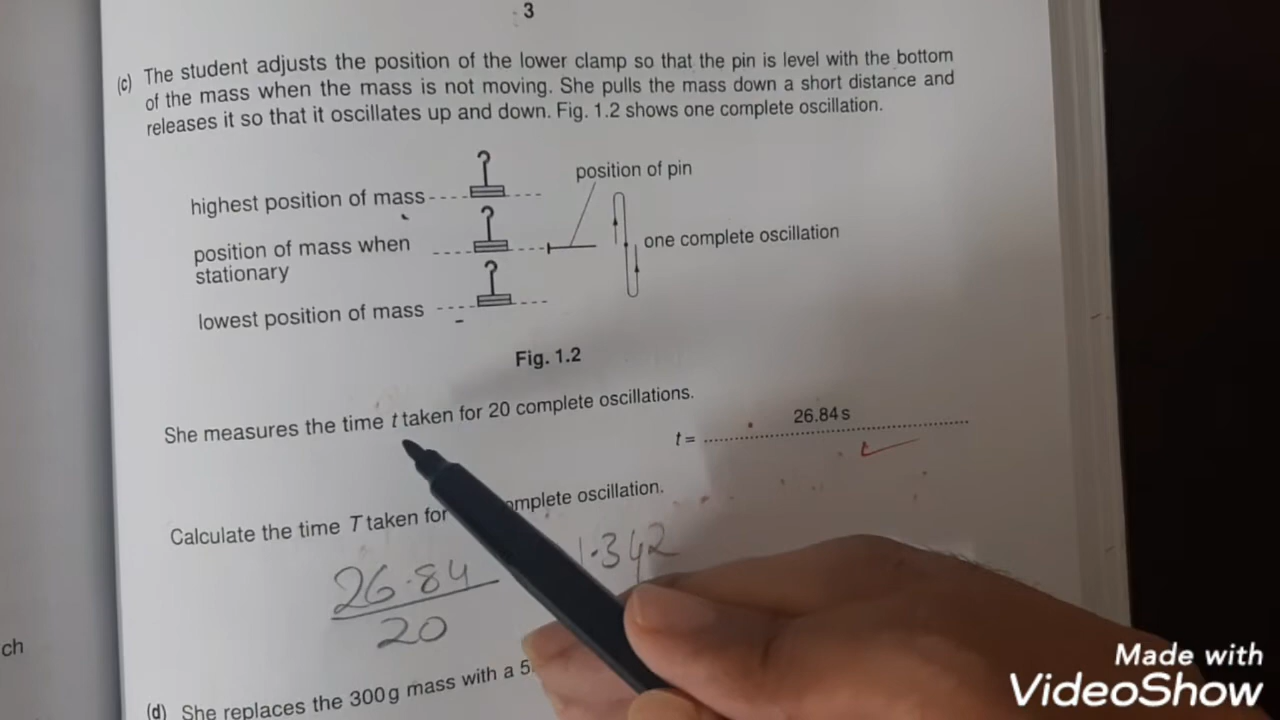 3
(c) The student adjusts the position of the lower clamp so that the pin is level with the bottom
of the mass when the mass is not moving. She pulls the mass down a short distance and
releases it so that it oscillates up and down. Fig. 1.2 shows one complete oscillation.
position of pin
highest position of mass
position of mass when
stationary
one complete oscillation
lowest position of mass
Fig. 1.2
She measures the time t taken for 20 complete oscillations.
t = 26.84 s
Calculate the time T taken for omplete oscillation.
26.84
20
1.342
ch
(d) She replaces the 300 g mass with a 5
Made with
VideoShow